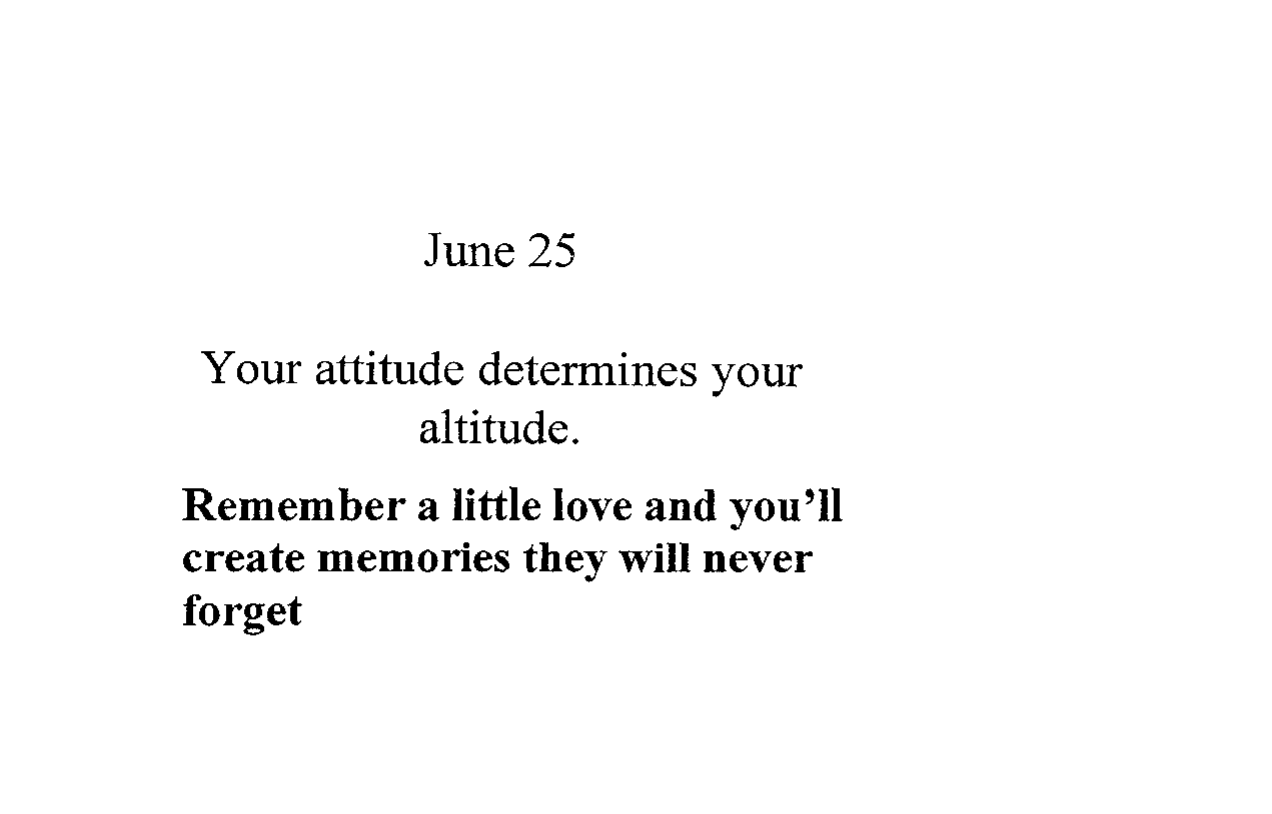 June 25
Your attitude determines your
altitude.
Remember a little love and you’ll
create memories they will never
forget